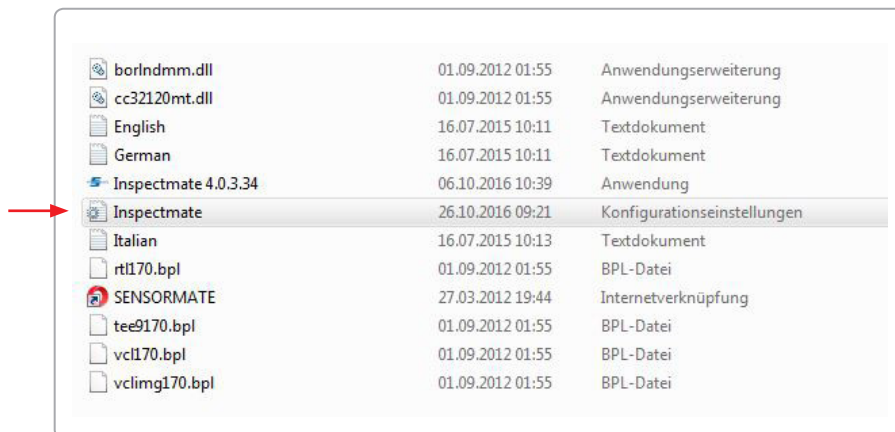 borlndmm.dll 01.09.2012 01:55 Anwendungserweiterung
cc32120mt.dll 01.09.2012 01:55 Anwendungserweiterung
English 16.07.2015 10:11 Textdokument
German 16.07.2015 10:11 Textdokument
Inspectmate 4.0.3.34 06.10.2016 10:39 Anwendung
Inspectmate 26.10.2016 09:21 Konfigurationseinstellungen
Italian 16.07.2015 10:13 Textdokument
rtl170.bpl 01.09.2012 01:55 BPL-Datei
SENSORMATE 27.03.2012 19:44 Internetverknüpfung
tee9170.bpl 01.09.2012 01:55 BPL-Datei
vcl170.bpl 01.09.2012 01:55 BPL-Datei
vclimg170.bpl 01.09.2012 01:55 BPL-Datei